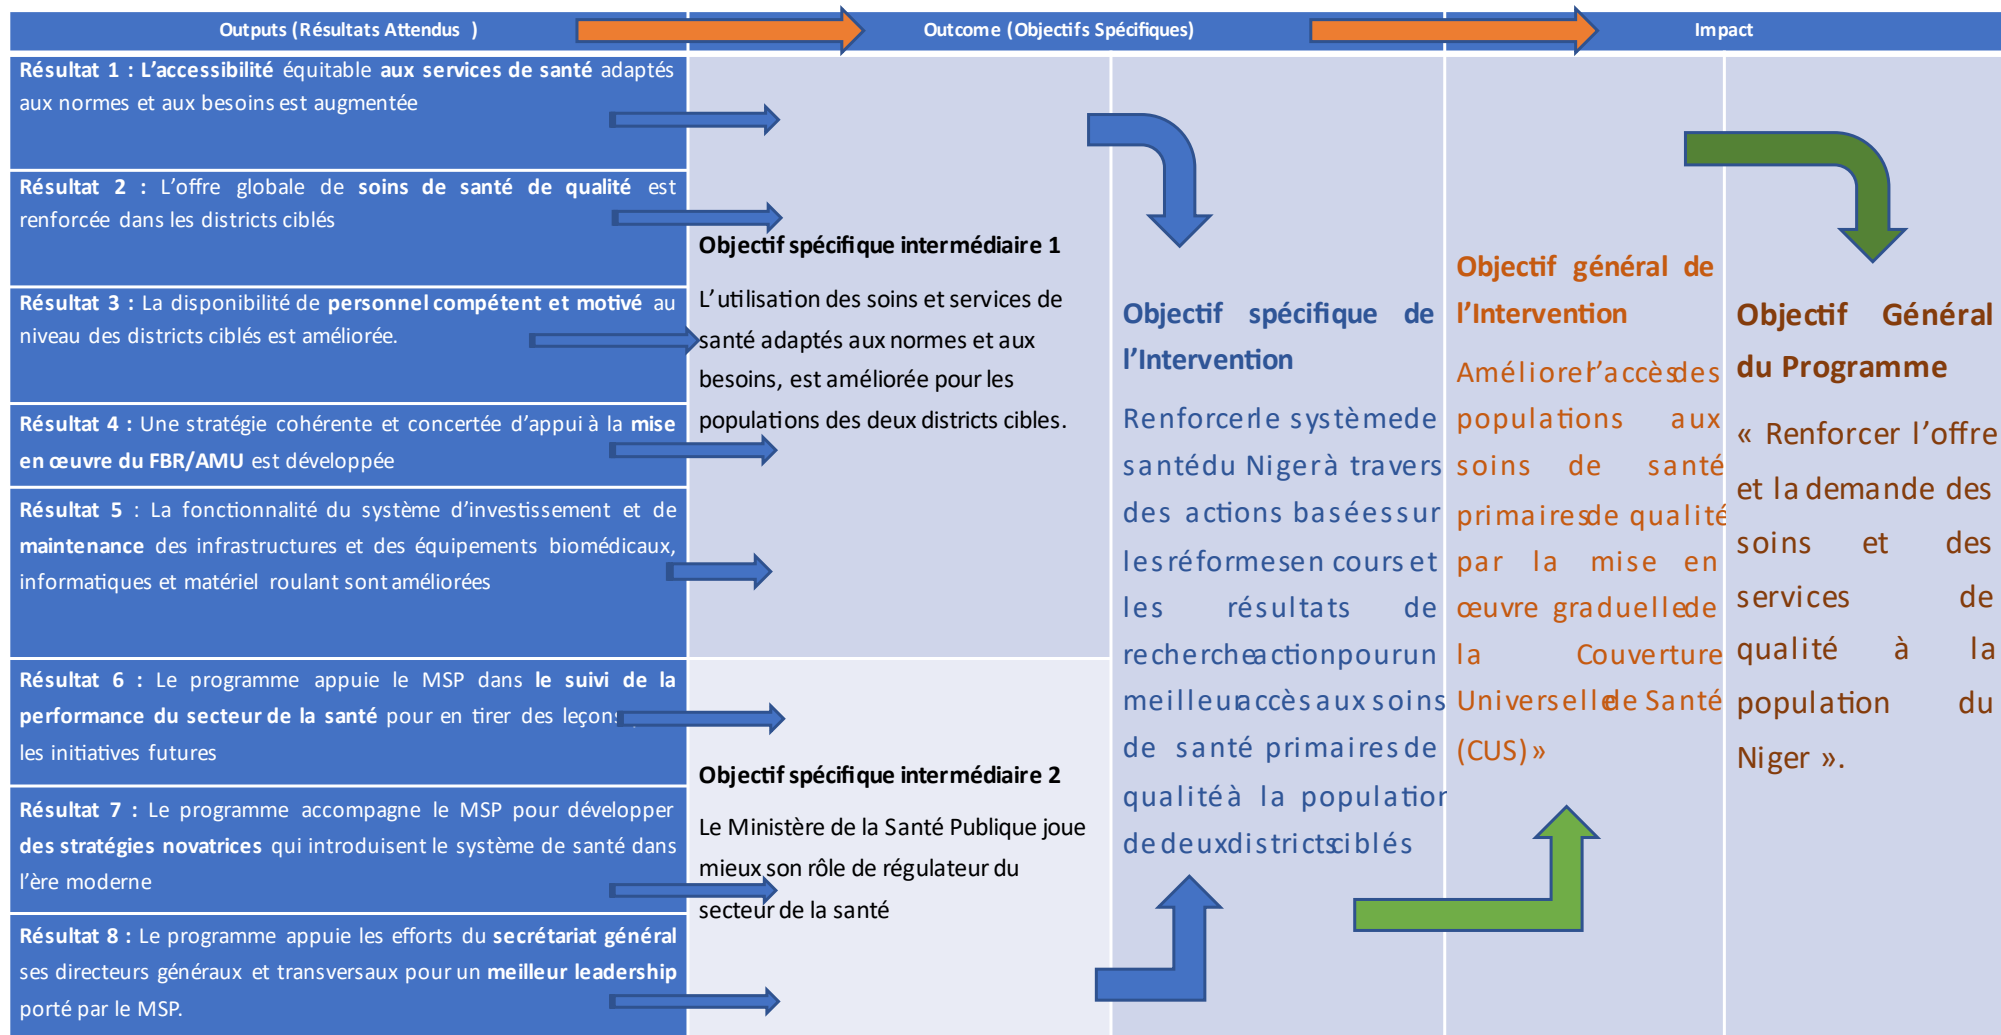 Outputs (Résultats Attendus )
Outcome (Objectifs Spécifiques)
Impact
Résultat 1 : L'accessibilité équitable aux services de santé adaptés
aux normes et aux besoins est augmentée
Résultat 2 : L'offre globale de soins de santé de qualité est
renforcée dans les districts ciblés
Résultat 3 : La disponibilité de personnel compétent et motivé au
niveau des districts ciblés est améliorée.
Résultat 4 : Une stratégie cohérente et concertée d'appui à la mise
en œuvre du FBR/AMU est développée
Résultat 5 : La fonctionnalité du système d'investissement et de
maintenance des infrastructures et des équipements biomédicaux,
informatiques et matériel roulant sont améliorées
Résultat 6 : Le programme appuie le MSP dans le suivi de la
performance du secteur de la santé pour en tirer des leçons
les initiatives futures
Résultat 7 : Le programme accompagne le MSP pour développer
des stratégies novatrices qui introduisent le système de santé dans
l'ère moderne
Résultat 8 : Le programme appuie les efforts du secrétariat général
ses directeurs généraux et transversaux pour un meilleur leadership
porté par le MSP.
Objectif spécifique intermédiaire 1
L'utilisation des soins et services de
santé adaptés aux normes et aux
besoins, est améliorée pour les
populations des deux districts cibles.
Objectif spécifique intermédiaire 2
Le Ministère de la Santé Publique joue
mieux son rôle de régulateur du
secteur de la santé
Objectif spécifique de
l'Intervention
Renforcer le système de
santé du Niger à travers
des actions basées sur
les réformes en cours et
les résultats de
recherche action pour un
meilleur accès aux soins
de santé primaires de
qualité à la population
de deux districts ciblés
Objectif général de
l'Intervention
Améliorer l'accès des
populations aux
soins de santé
primaires de qualité
par la mise en
œuvre graduelle de
la Couverture
Universelle de Santé
(CUS) »
Objectif Général
du Programme
« Renforcer l'offre
et la demande des
soins et des
services de
qualité à la
population du
Niger ».